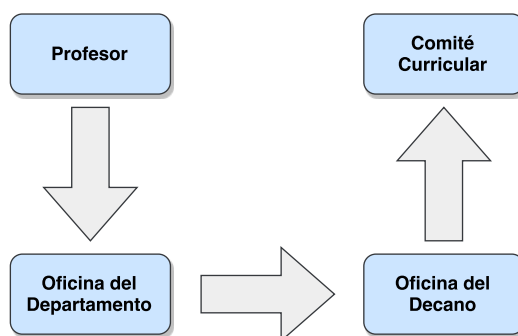 Profesor
Comité
Curricular
Oficina del
Departamento
Oficina del
Decano